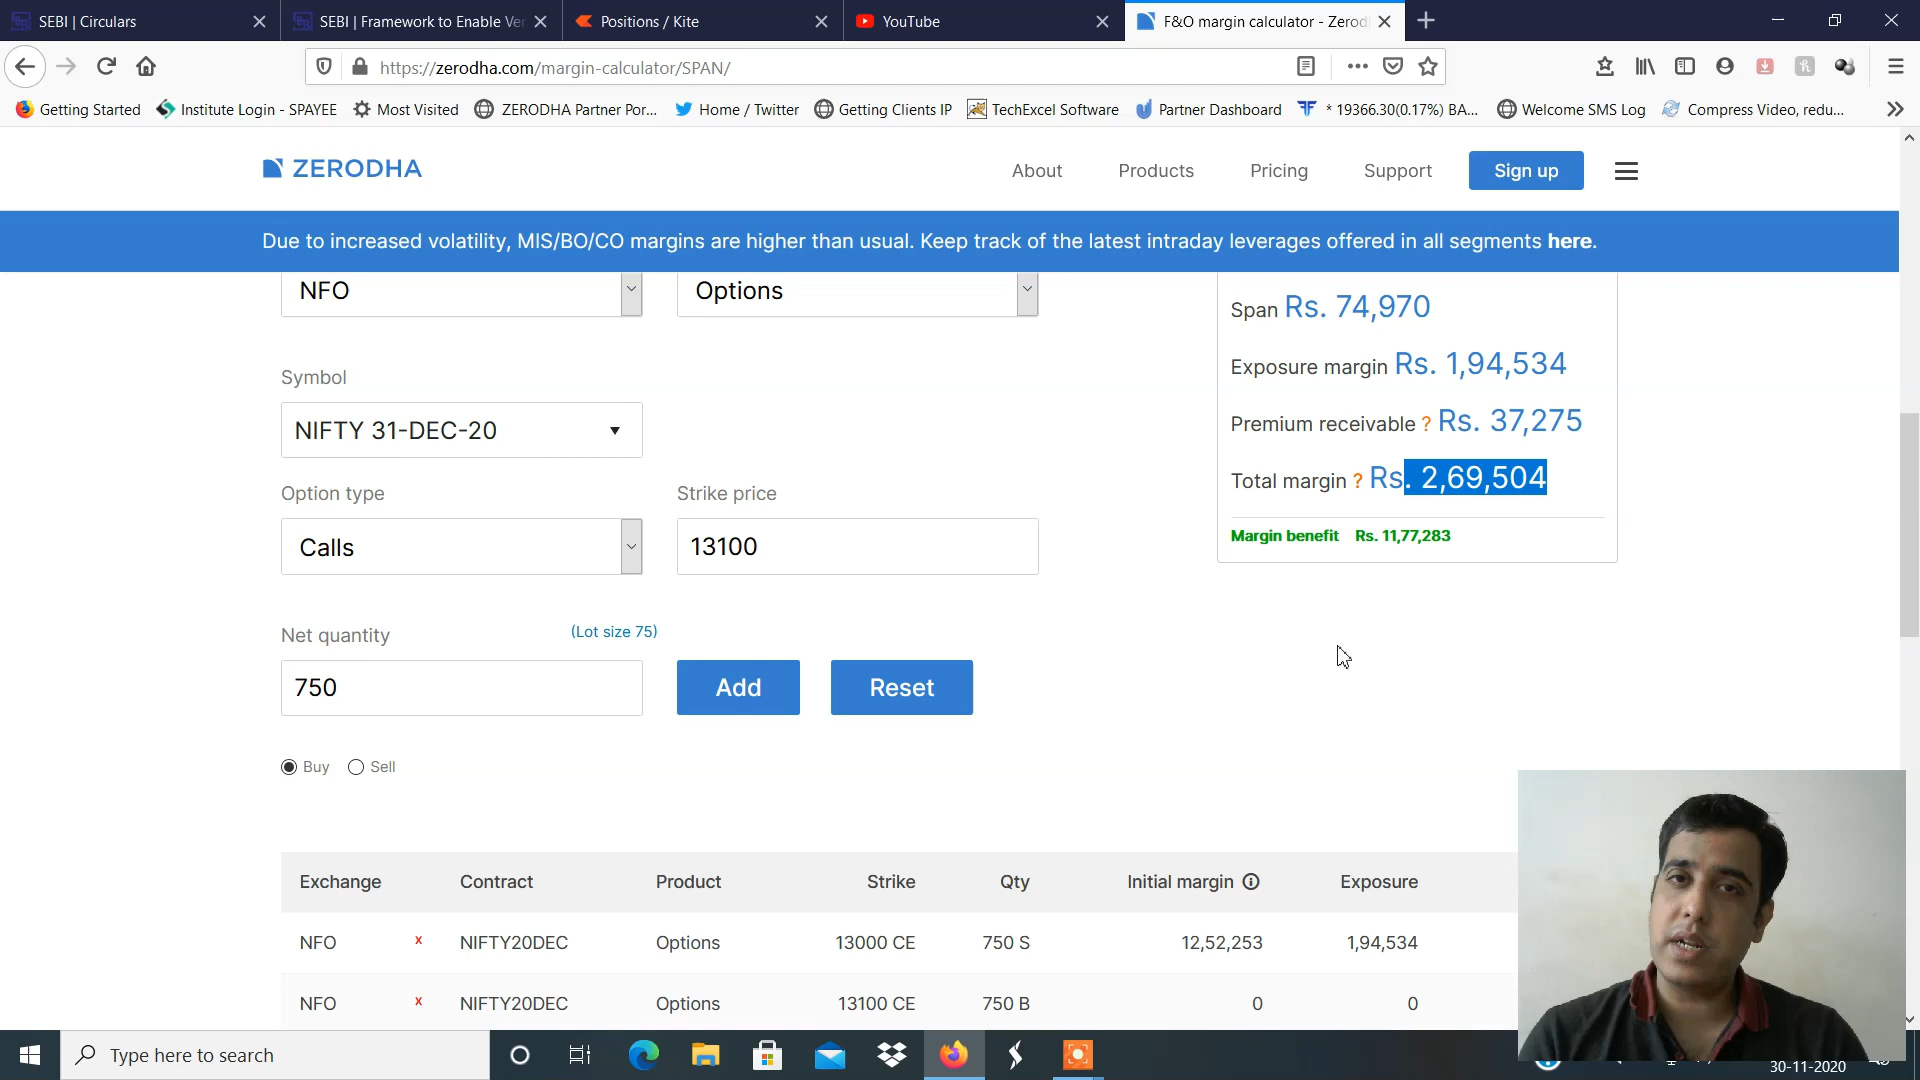 SEBI | Circulars
SEBI | Framework to Enable Ver
Positions / Kite
YouTube
F&O margin calculator - Zerod
https://zerodha.com/margin-calculator/SPAN/
Getting Started
Institute Login - SPAYEE
Most Visited
ZERODHA Partner Por...
Home / Twitter
Getting Clients IP
TechExcel Software
Partner Dashboard
* 19366.30(0.17%) BA...
Welcome SMS Log
Compress Video, redu...
ZERODHA
About
Products
Pricing
Support
Sign up
Due to increased volatility, MIS/BO/CO margins are higher than usual. Keep track of the latest intraday leverages offered in all segments here.
NFO
Options
Symbol
NIFTY 31-DEC-20
Option type
Strike price
Calls
13100
Net quantity
(Lot size 75)
750
Add
Reset
Buy
Sell
Span Rs. 74,970
Exposure margin Rs. 1,94,534
Premium receivable ? Rs. 37,275
Total margin ? Rs. 2,69,504
Margin benefit Rs. 11,77,283
Exchange Contract Product Strike Qty Initial margin Exposure
NFO x NIFTY20DEC Options 13000 CE 750 S 12,52,253 1,94,534
NFO x NIFTY20DEC Options 13100 CE 750 B 0 0
Type here to search
30-11-2020